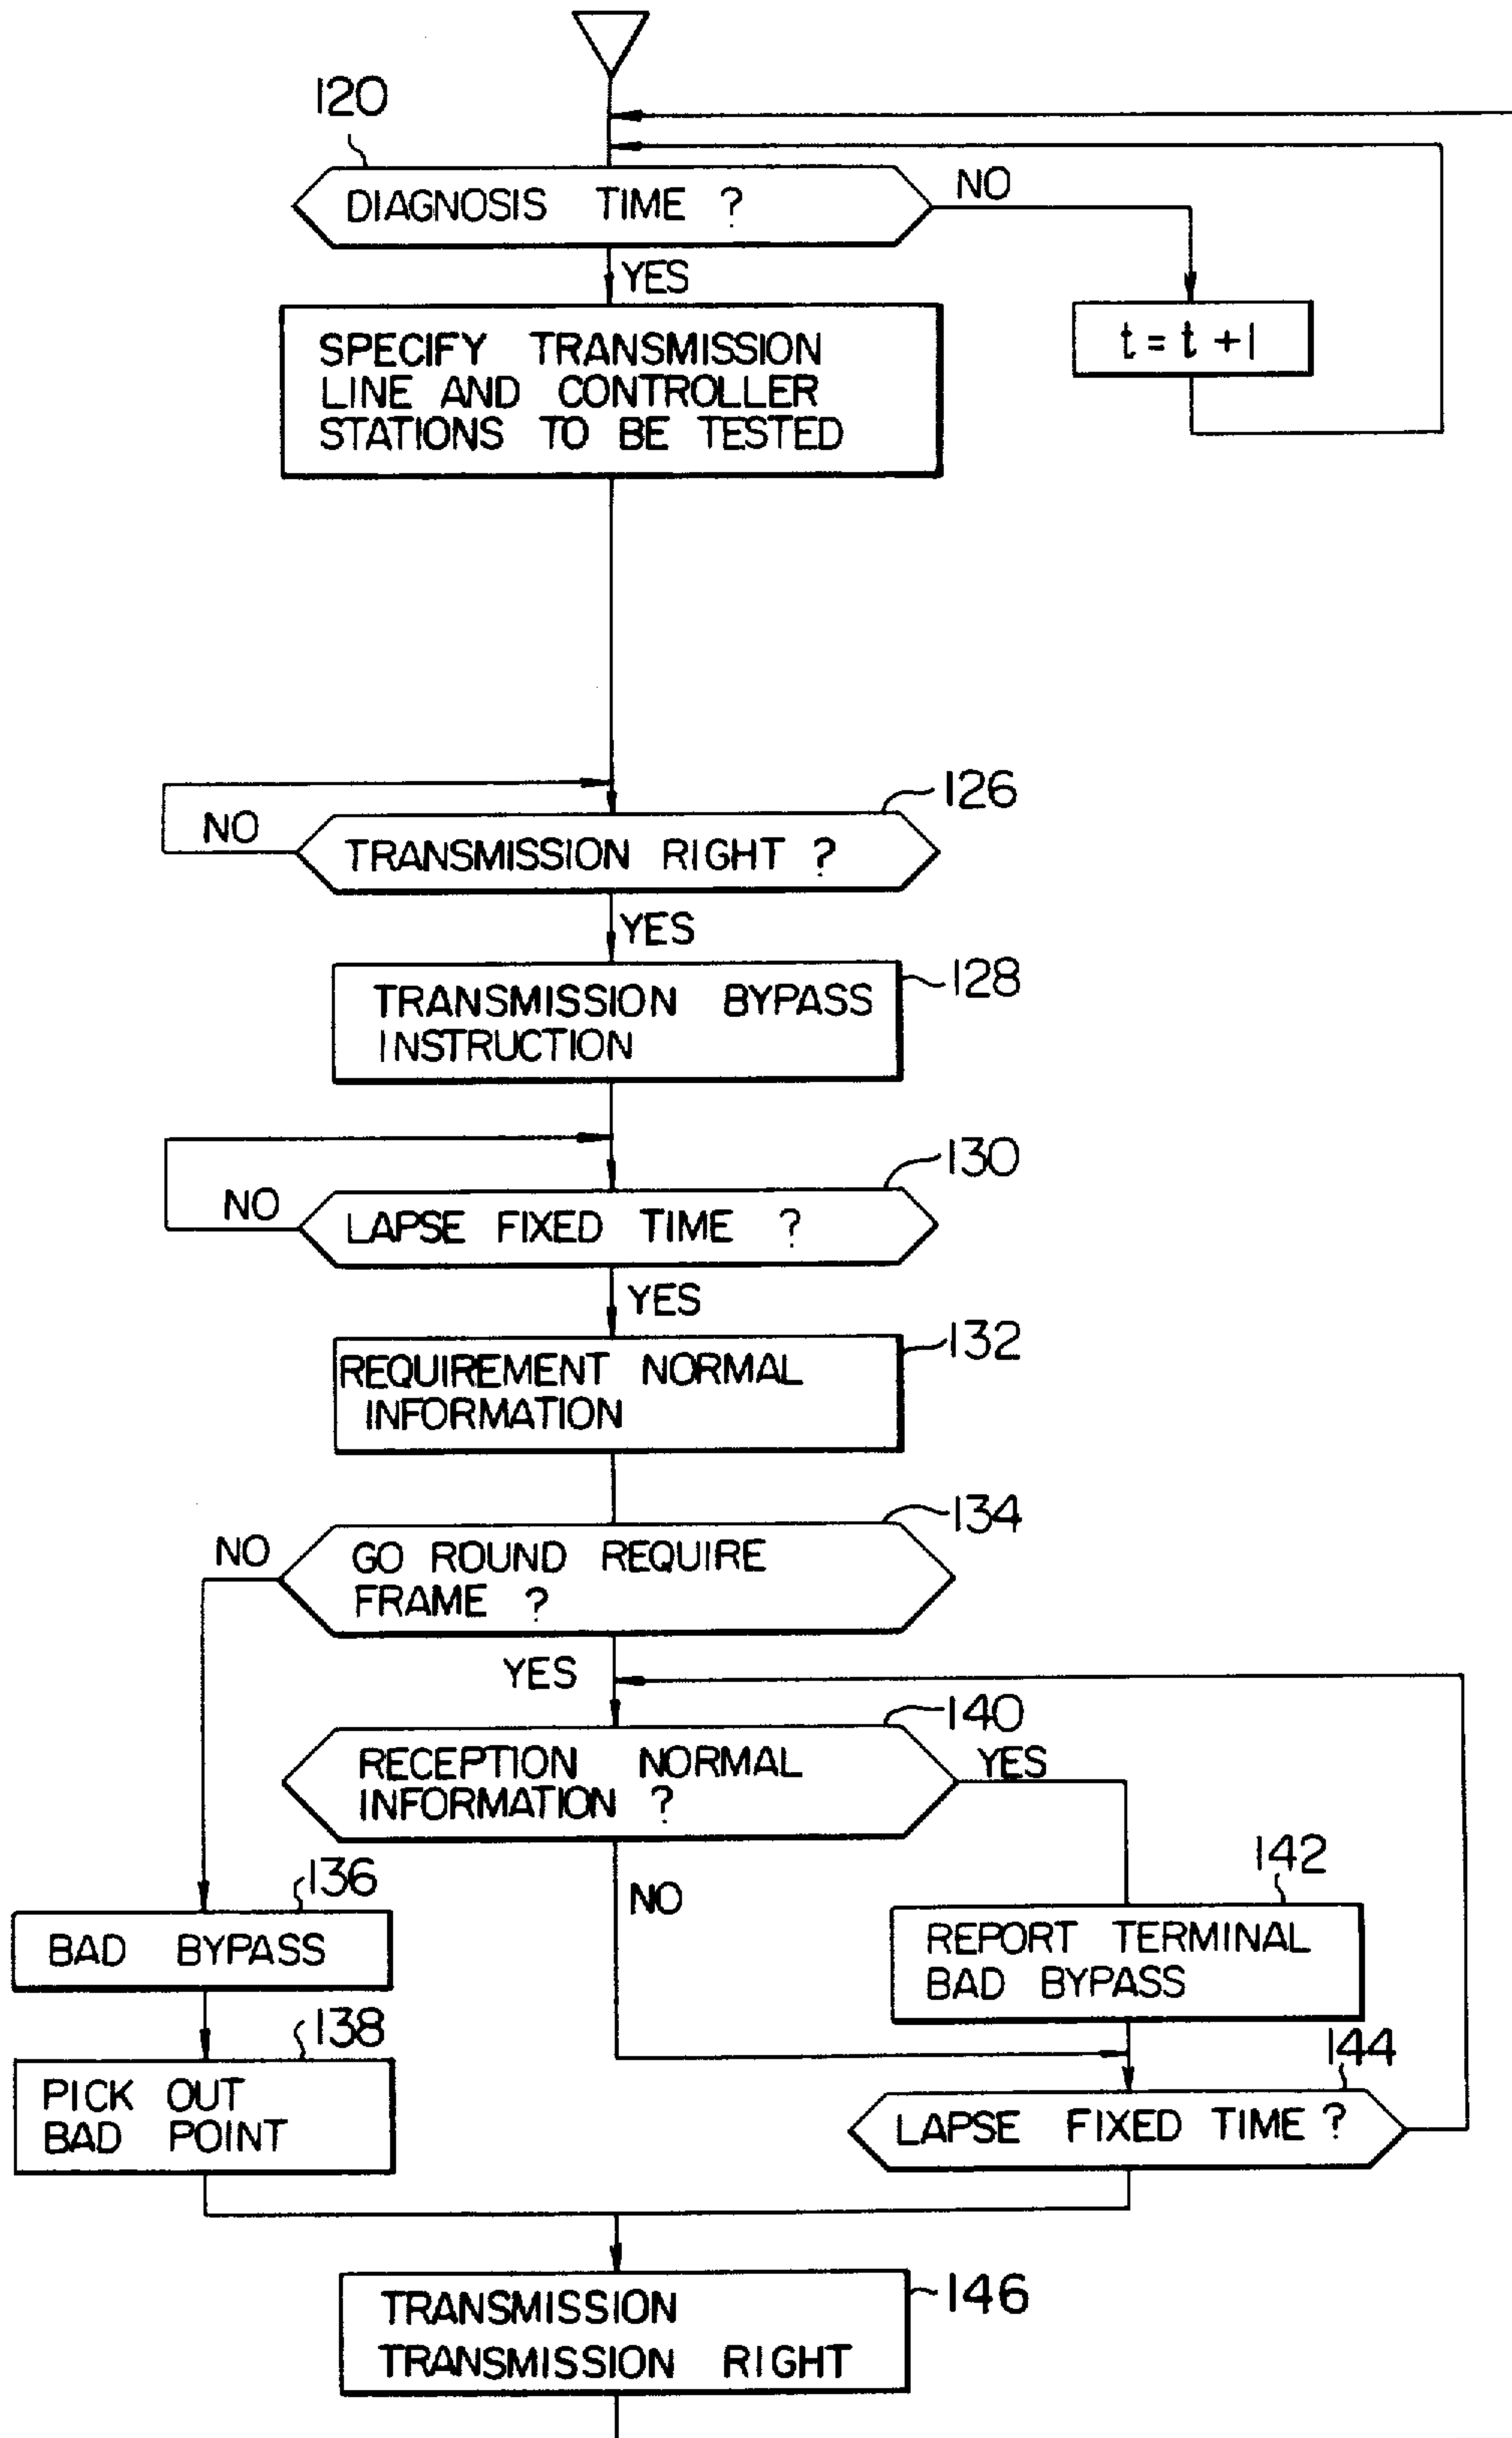 120
DIAGNOSIS TIME ?
NO
YES
SPECIFY TRANSMISSION
LINE AND CONTROLLER
STATIONS TO BE TESTED
t = t + 1
126
NO
TRANSMISSION RIGHT ?
YES
128
TRANSMISSION BYPASS
INSTRUCTION
130
NO
LAPSE FIXED TIME ?
YES
132
REQUIREMENT NORMAL
INFORMATION
134
NO
GO ROUND REQUIRE
FRAME ?
YES
140
RECEPTION NORMAL
INFORMATION ?
YES
NO
136
BAD BYPASS
142
REPORT TERMINAL
BAD BYPASS
138
PICK OUT
BAD POINT
144
LAPSE FIXED TIME ?
146
TRANSMISSION
TRANSMISSION RIGHT